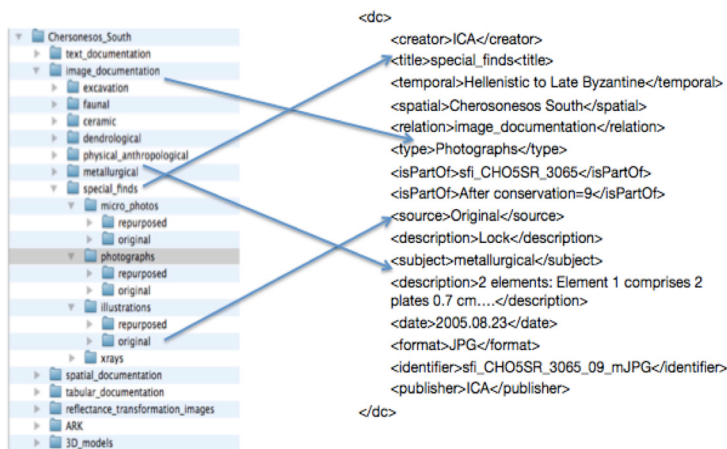 Chersonesos_South
text_documentation
image_documentation
excavation
faunal
ceramic
dendrological
physical_anthropological
metallurgical
special_finds
micro_photos
repurposed
original
photographs
repurposed
original
illustrations
repurposed
original
xrays
spatial_documentation
tabular_documentation
reflectance_transformation_images
ARK
3D_models
<dc>
<creator>ICA</creator>
<title>special_finds<title>
<temporal>Hellenistic to Late Byzantine</temporal>
<spatial>Cherosonesos South</spatial>
<relation>image_documentation</relation>
<type>Photographs</type>
<isPartOf>sfi_CHO5SR_3065</isPartOf>
<isPartOf>After conservation=9</isPartOf>
<source>Original</source>
<description>Lock</description>
<subject>metallurgical</subject>
<description>2 elements: Element 1 comprises 2
plates 0.7 cm....</description>
<date>2005.08.23</date>
<format>JPG</format>
<identifier>sfi_CHO5SR_3065_09_mJPG</identifier>
<publisher>ICA</publisher>
</dc>